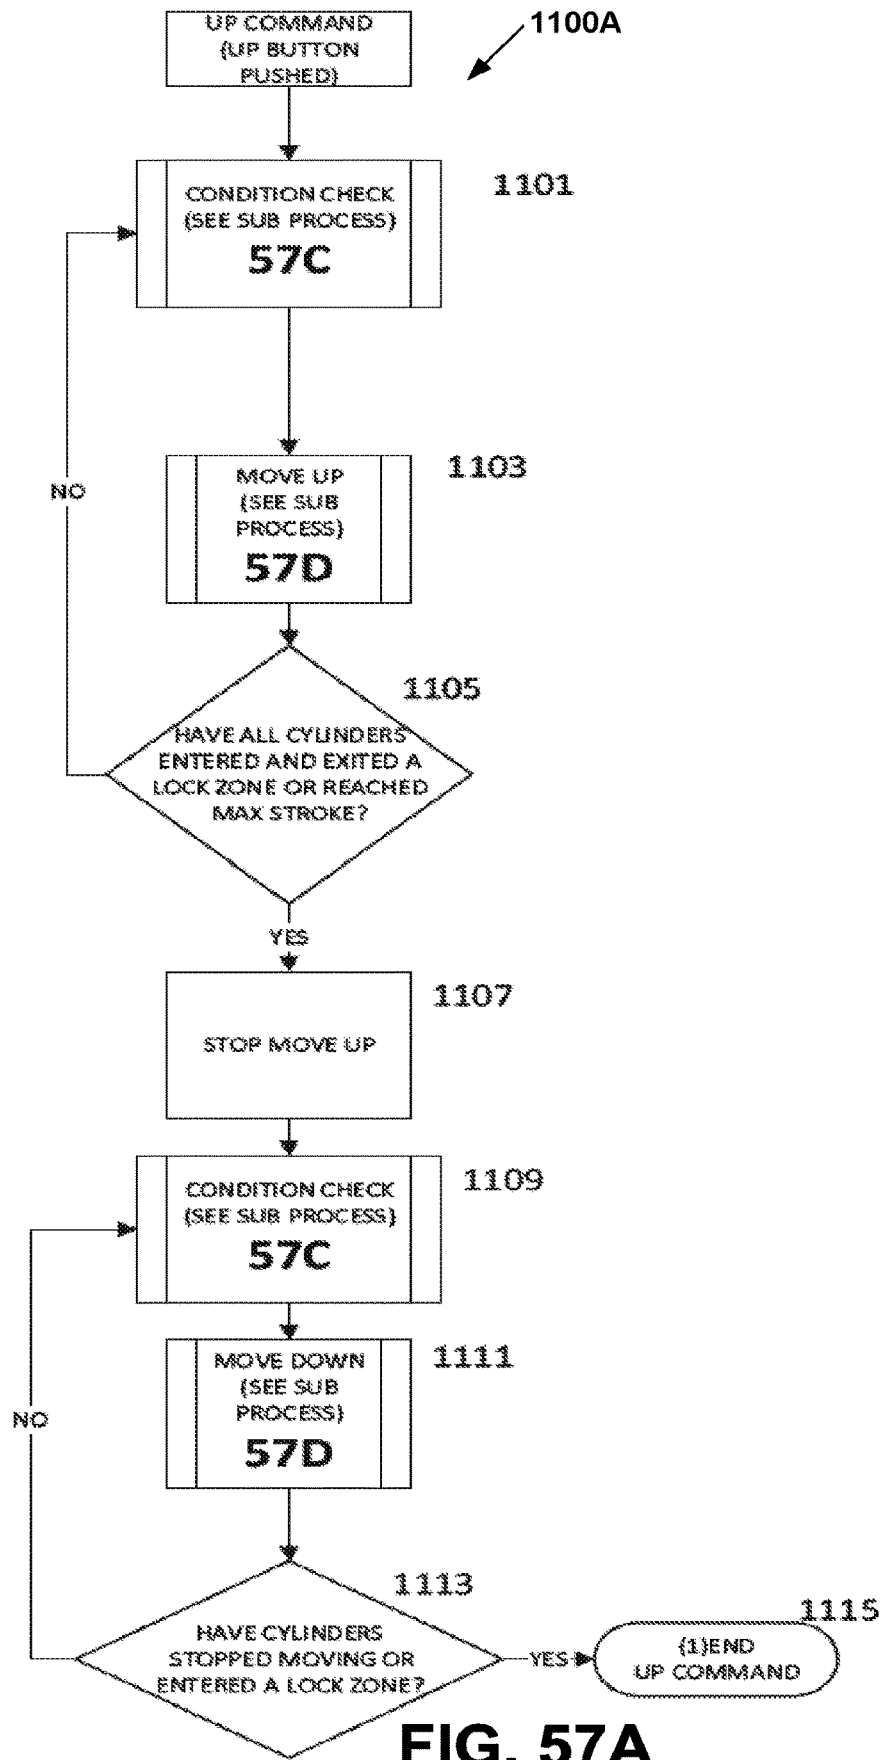 UP COMMAND
(UP BUTTON
PUSHED)
1100A
CONDITION CHECK
(SEE SUB PROCESS)
57C
1101
MOVE UP
(SEE SUB
PROCESS)
57D
1103
NO
1105
HAVE ALL CYLINDERS
ENTERED AND EXITED A
LOCK ZONE OR REACHED
MAX STROKE?
YES
STOP MOVE UP
1107
CONDITION CHECK
(SEE SUB PROCESS)
57C
1109
MOVE DOWN
(SEE SUB
PROCESS)
57D
1111
NO
1113
HAVE CYLINDERS
STOPPED MOVING OR
ENTERED A LOCK ZONE?
YES
1115
(1)END
UP COMMAND
FIG. 57A